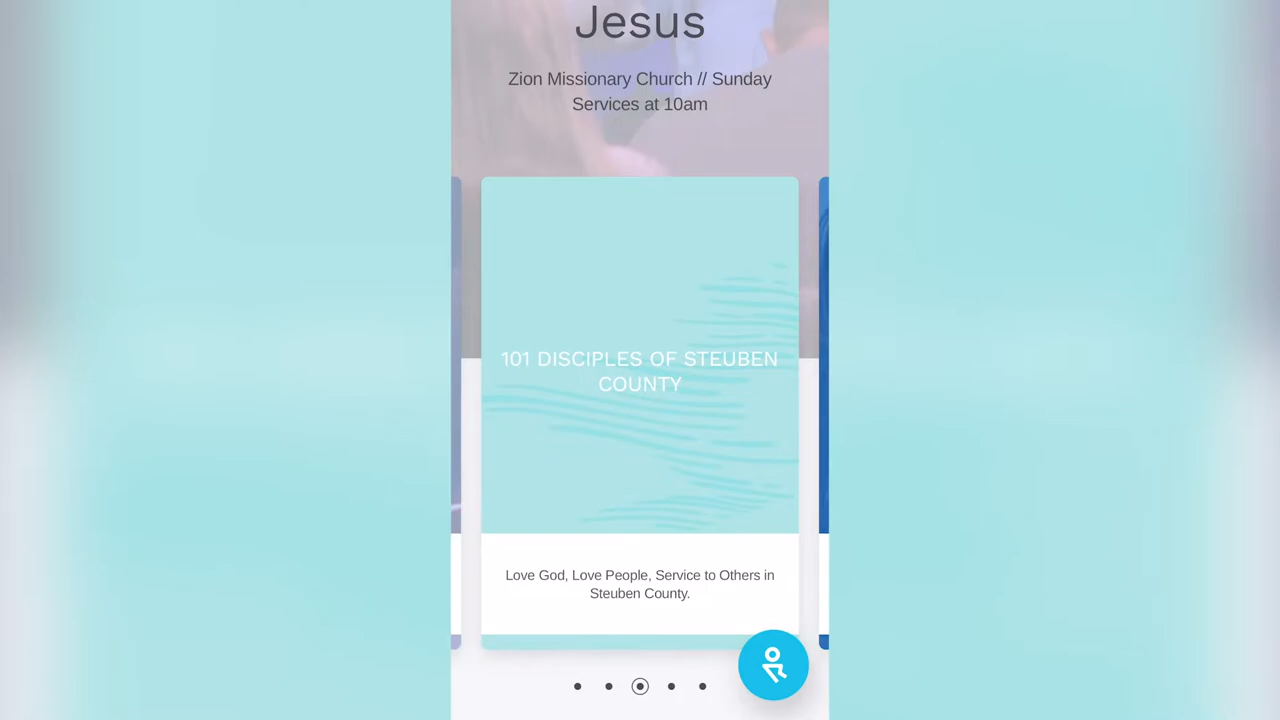 Jesus
Zion Missionary Church // Sunday
Services at 10am
101 DISCIPLES OF STEUBEN
COUNTY
Love God, Love People, Service to Others in
Steuben County.